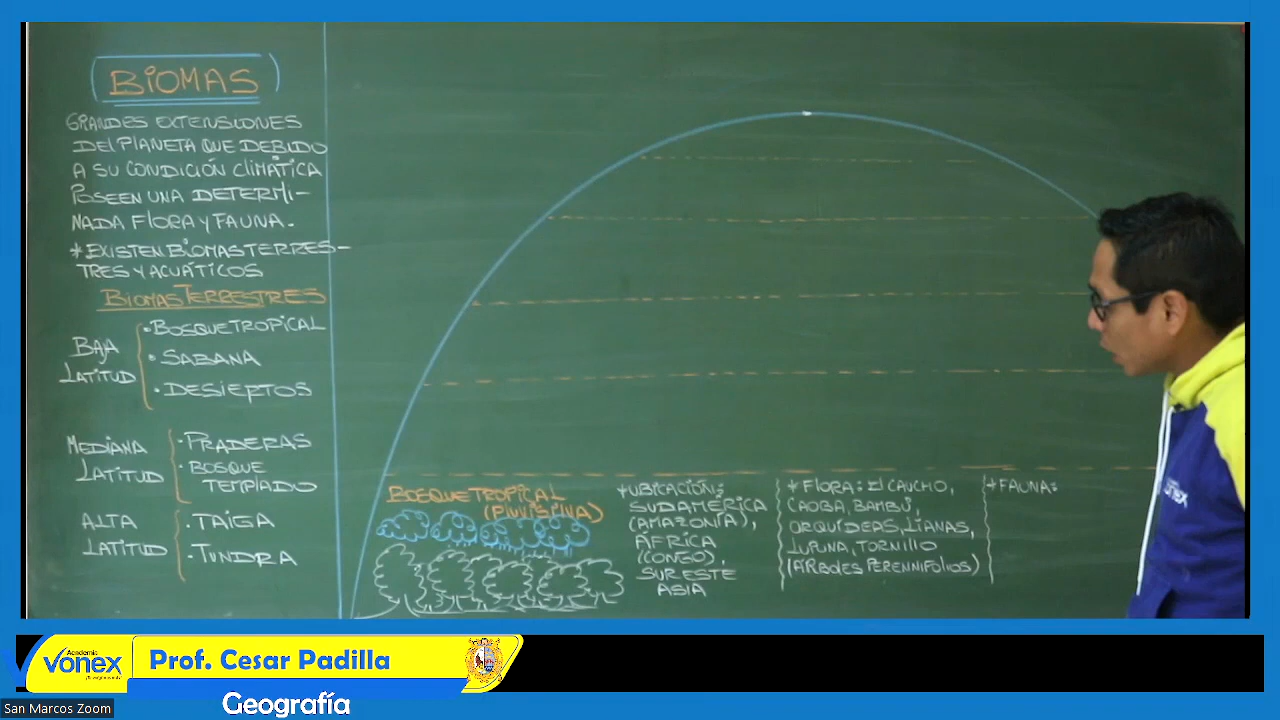 BIOMAS
GRANDES EXTENSIONES
DEL PLANETA QUE DEBIDO
A SU CONDICIÓN CLIMÁTICA
POSEEN UNA DETERMI-
NADA FLORA Y FAUNA.
* EXISTEN BIOMAS TERRES-
TRES Y ACUÁTICOS
BIOMAS TERRESTRES
BAJA
LATITUD
• BOSQUE TROPICAL
• SABANA
• DESIERTOS
MEDIANA
LATITUD
• PRADERAS
• BOSQUE
TEMPLADO
ALTA
LATITUD
• TAIGA
• TUNDRA
BOSQUE TROPICAL
(PLUVISILVA)
* UBICACIÓN:
SUDAMÉRICA
(AMAZONÍA),
ÁFRICA
(CONGO),
SURESTE
ASIA
* FLORA: El CAUCHO,
CAOBA, BAMBÚ,
ORQUÍDEAS, LIANAS,
LUPUNA, TORNILLO
(ÁRBOLES PERENNIFOLIOS)
* FAUNA:
vonex
Academia
vonex
Prof. Cesar Padilla
Geografía
San Marcos Zoom